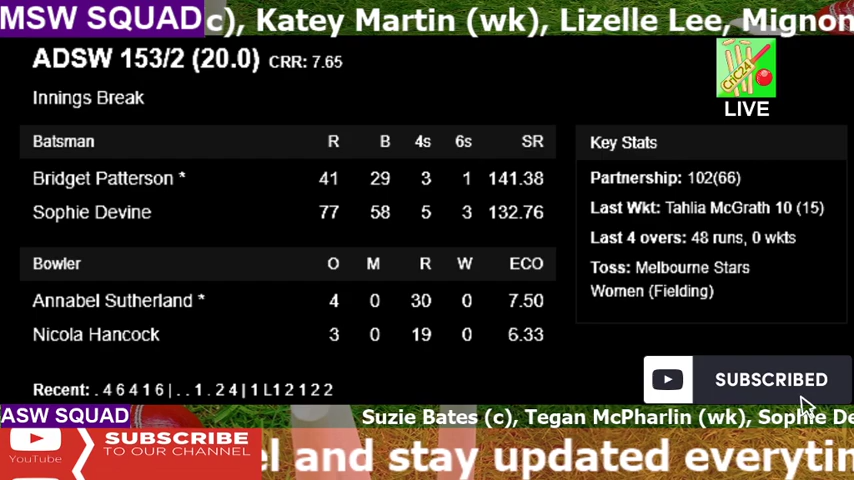 MSW SQUAD c), Katey Martin (wk), Lizelle Lee, Mignon
ADSW 153/2 (20.0) CRR: 7.65
Innings Break
CriC24
LIVE
Batsman R B 4s 6s SR
Bridget Patterson * 41 29 3 1 141.38
Sophie Devine 77 58 5 3 132.76
Bowler O M R W ECO
Annabel Sutherland * 4 0 30 0 7.50
Nicola Hancock 3 0 19 0 6.33
Recent: . 4 6 4 1 6 | . . 1 . 2 4 | 1 L1 2 1 2 2
Key Stats
Partnership: 102(66)
Last Wkt: Tahlia McGrath 10 (15)
Last 4 overs: 48 runs, 0 wkts
Toss: Melbourne Stars
Women (Fielding)
SUBSCRIBED
ASW SQUAD Suzie Bates (c), Tegan McPharlin (wk), Sophie De
YouTube
SUBSCRIBE
TO OUR CHANNEL
el and stay updated everytin